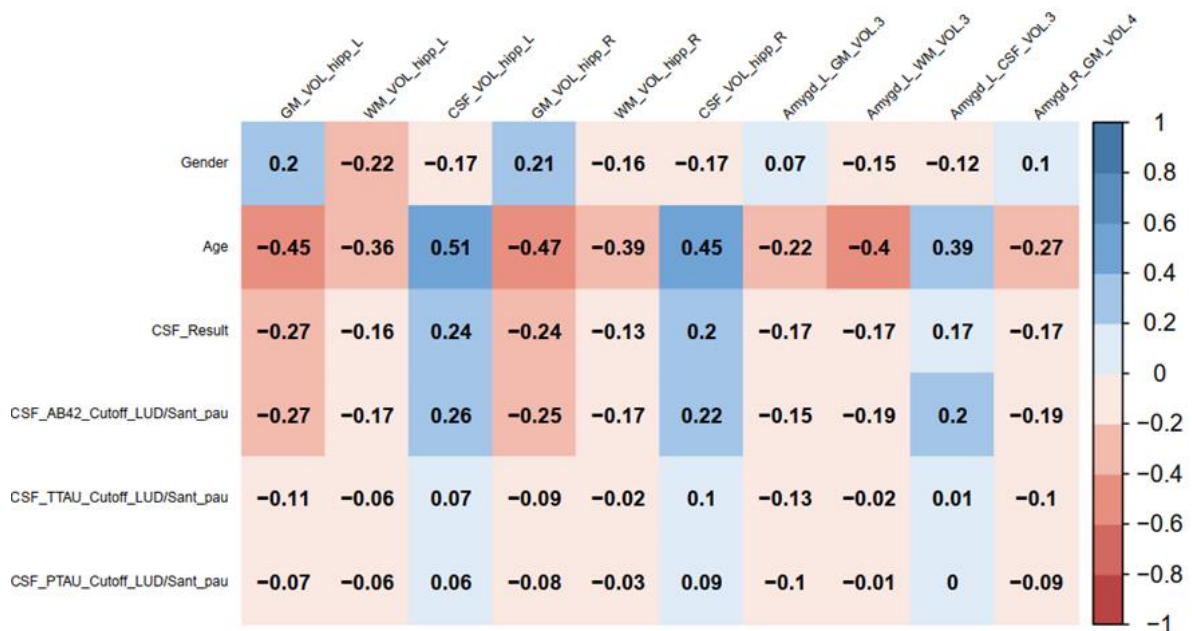 GM_VOL_hipp_L
WM_VOL_hipp_L
CSF_VOL_hipp_L
GM_VOL_hipp_R
WM_VOL_hipp_R
CSF_VOL_hipp_R
Amygd_L_GM_VOL.3
Amygd_L_WM_VOL.3
Amygd_L_CSF_VOL.3
Amygd_R_GM_VOL.4
Gender 0.2 −0.22 −0.17 0.21 −0.16 −0.17 0.07 −0.15 −0.12 0.1
Age −0.45 −0.36 0.51 −0.47 −0.39 0.45 −0.22 −0.4 0.39 −0.27
CSF_Result −0.27 −0.16 0.24 −0.24 −0.13 0.2 −0.17 −0.17 0.17 −0.17
CSF_AB42_Cutoff_LUD/Sant_pau −0.27 −0.17 0.26 −0.25 −0.17 0.22 −0.15 −0.19 0.2 −0.19
CSF_TTAU_Cutoff_LUD/Sant_pau −0.11 −0.06 0.07 −0.09 −0.02 0.1 −0.13 −0.02 0.01 −0.1
CSF_PTAU_Cutoff_LUD/Sant_pau −0.07 −0.06 0.06 −0.08 −0.03 0.09 −0.1 −0.01 0 −0.09
1
0.8
0.6
0.4
0.2
0
−0.2
−0.4
−0.6
−0.8
−1